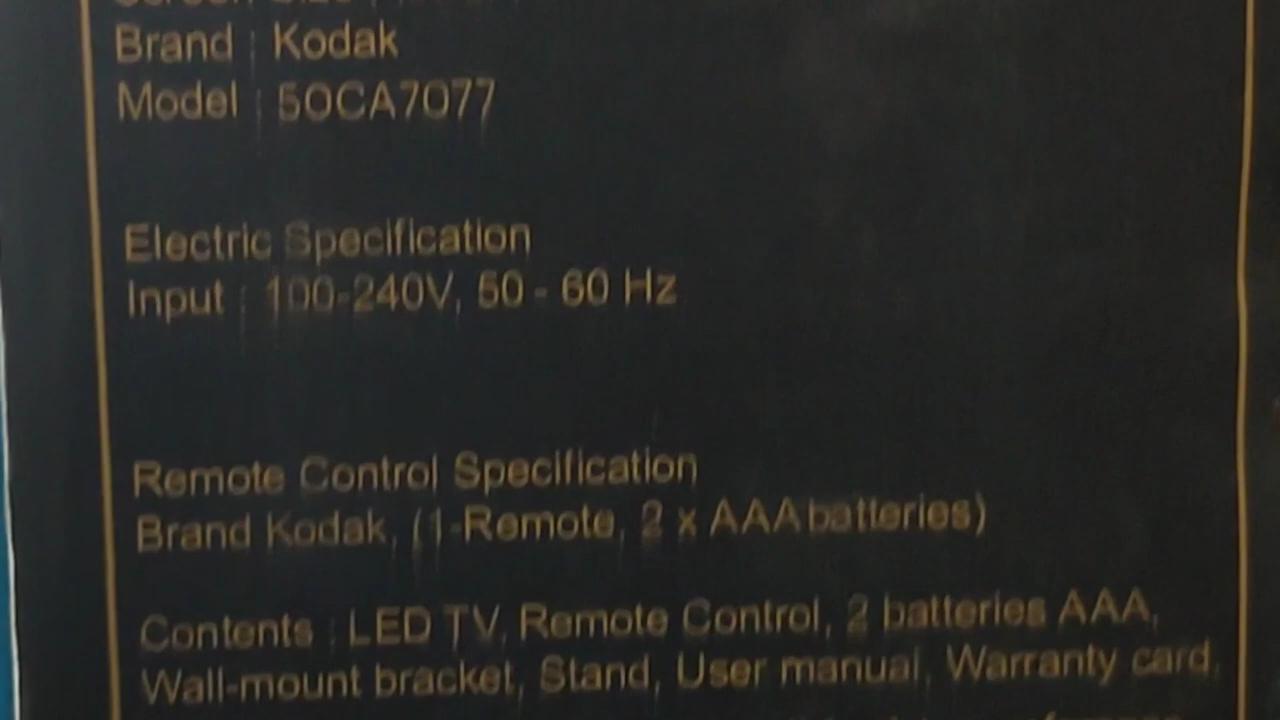 Brand : Kodak
Model : 50CA7077
Electric Specification
Input : 100-240V, 50 - 60 Hz
Remote Control Specification
Brand Kodak, (1-Remote, 2 x AAA batteries)
Contents : LED TV, Remote Control, 2 batteries AAA,
Wall-mount bracket, Stand, User manual, Warranty card,